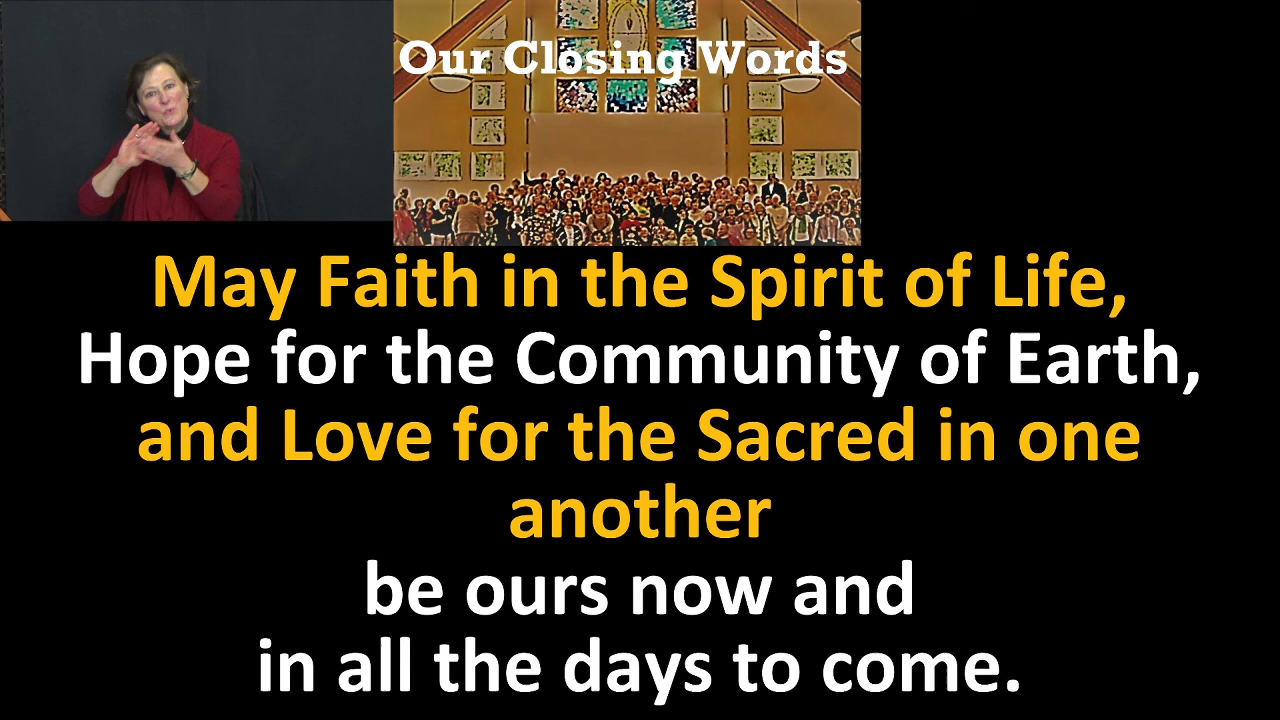 Our Closing Words
May Faith in the Spirit of Life,
Hope for the Community of Earth,
and Love for the Sacred in one
another
be ours now and
in all the days to come.